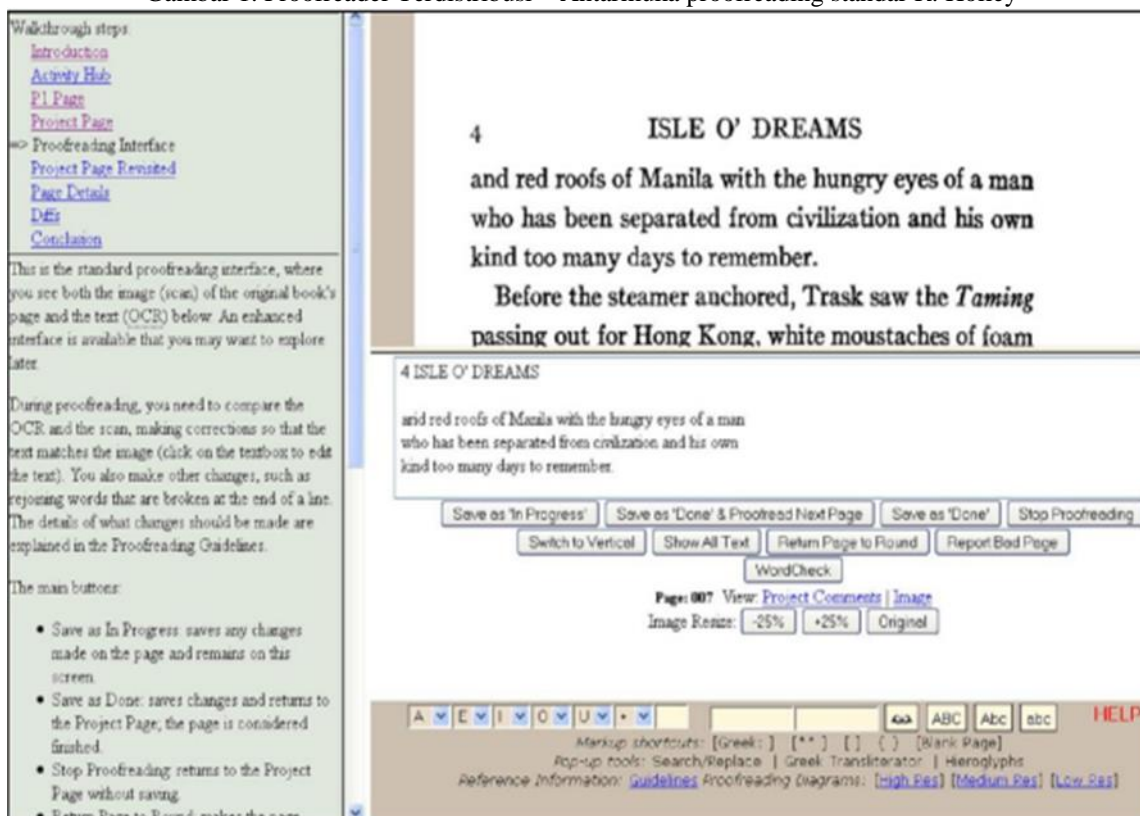 Gambar 1. Proofreader Terdistribusi – Antarmuka proofreading standar R. Holley
Walkthrough steps:
Introduction
Activity Hub
P1 Page
Project Page
=> Proofreading Interface
Project Page Revisited
Page Details
Diffs
Conclusion
This is the standard proofreading interface, where
you see both the image (scan) of the original book's
page and the text (OCR) below. An enhanced
interface is available that you may want to explore
later.
During proofreading, you need to compare the
OCR and the scan, making corrections so that the
text matches the image (click on the textbox to edit
the text). You also make other changes, such as
rejoining words that are broken at the end of a line.
The details of what changes should be made are
explained in the Proofreading Guidelines.
The main buttons:
• Save as In Progress: saves any changes
made on the page and remains on this
screen.
• Save as Done: saves changes and returns to
the Project Page; the page is considered
finished.
• Stop Proofreading: returns to the Project
Page without saving.
• Return Page to Round: makes the page
4 ISLE O' DREAMS
and red roofs of Manila with the hungry eyes of a man
who has been separated from civilization and his own
kind too many days to remember.
Before the steamer anchored, Trask saw the Taming
passing out for Hong Kong, white moustaches of foam
4 ISLE O' DREAMS
arid red roofs of Manila with the hungry eyes of a man
who has been separated from civilization and his own
kind too many days to remember.
Save as 'In Progress' Save as 'Done' & Proofread Next Page Save as 'Done' Stop Proofreading
Switch to Vertical Show All Text Return Page to Round Report Bad Page
WordCheck
Page: 007 View: Project Comments | Image
Image Resize: -25% +25% Original
A E I O U • ABC Abc abc HELP
Markup shortcuts: [Greek: ] [** ] [] { } [Blank Page]
Pop-up tools: Search/Replace | Greek Transliterator | Hieroglyphs
Reference Information: Guidelines Proofreading Diagrams: [High Res] [Medium Res] [Low Res]